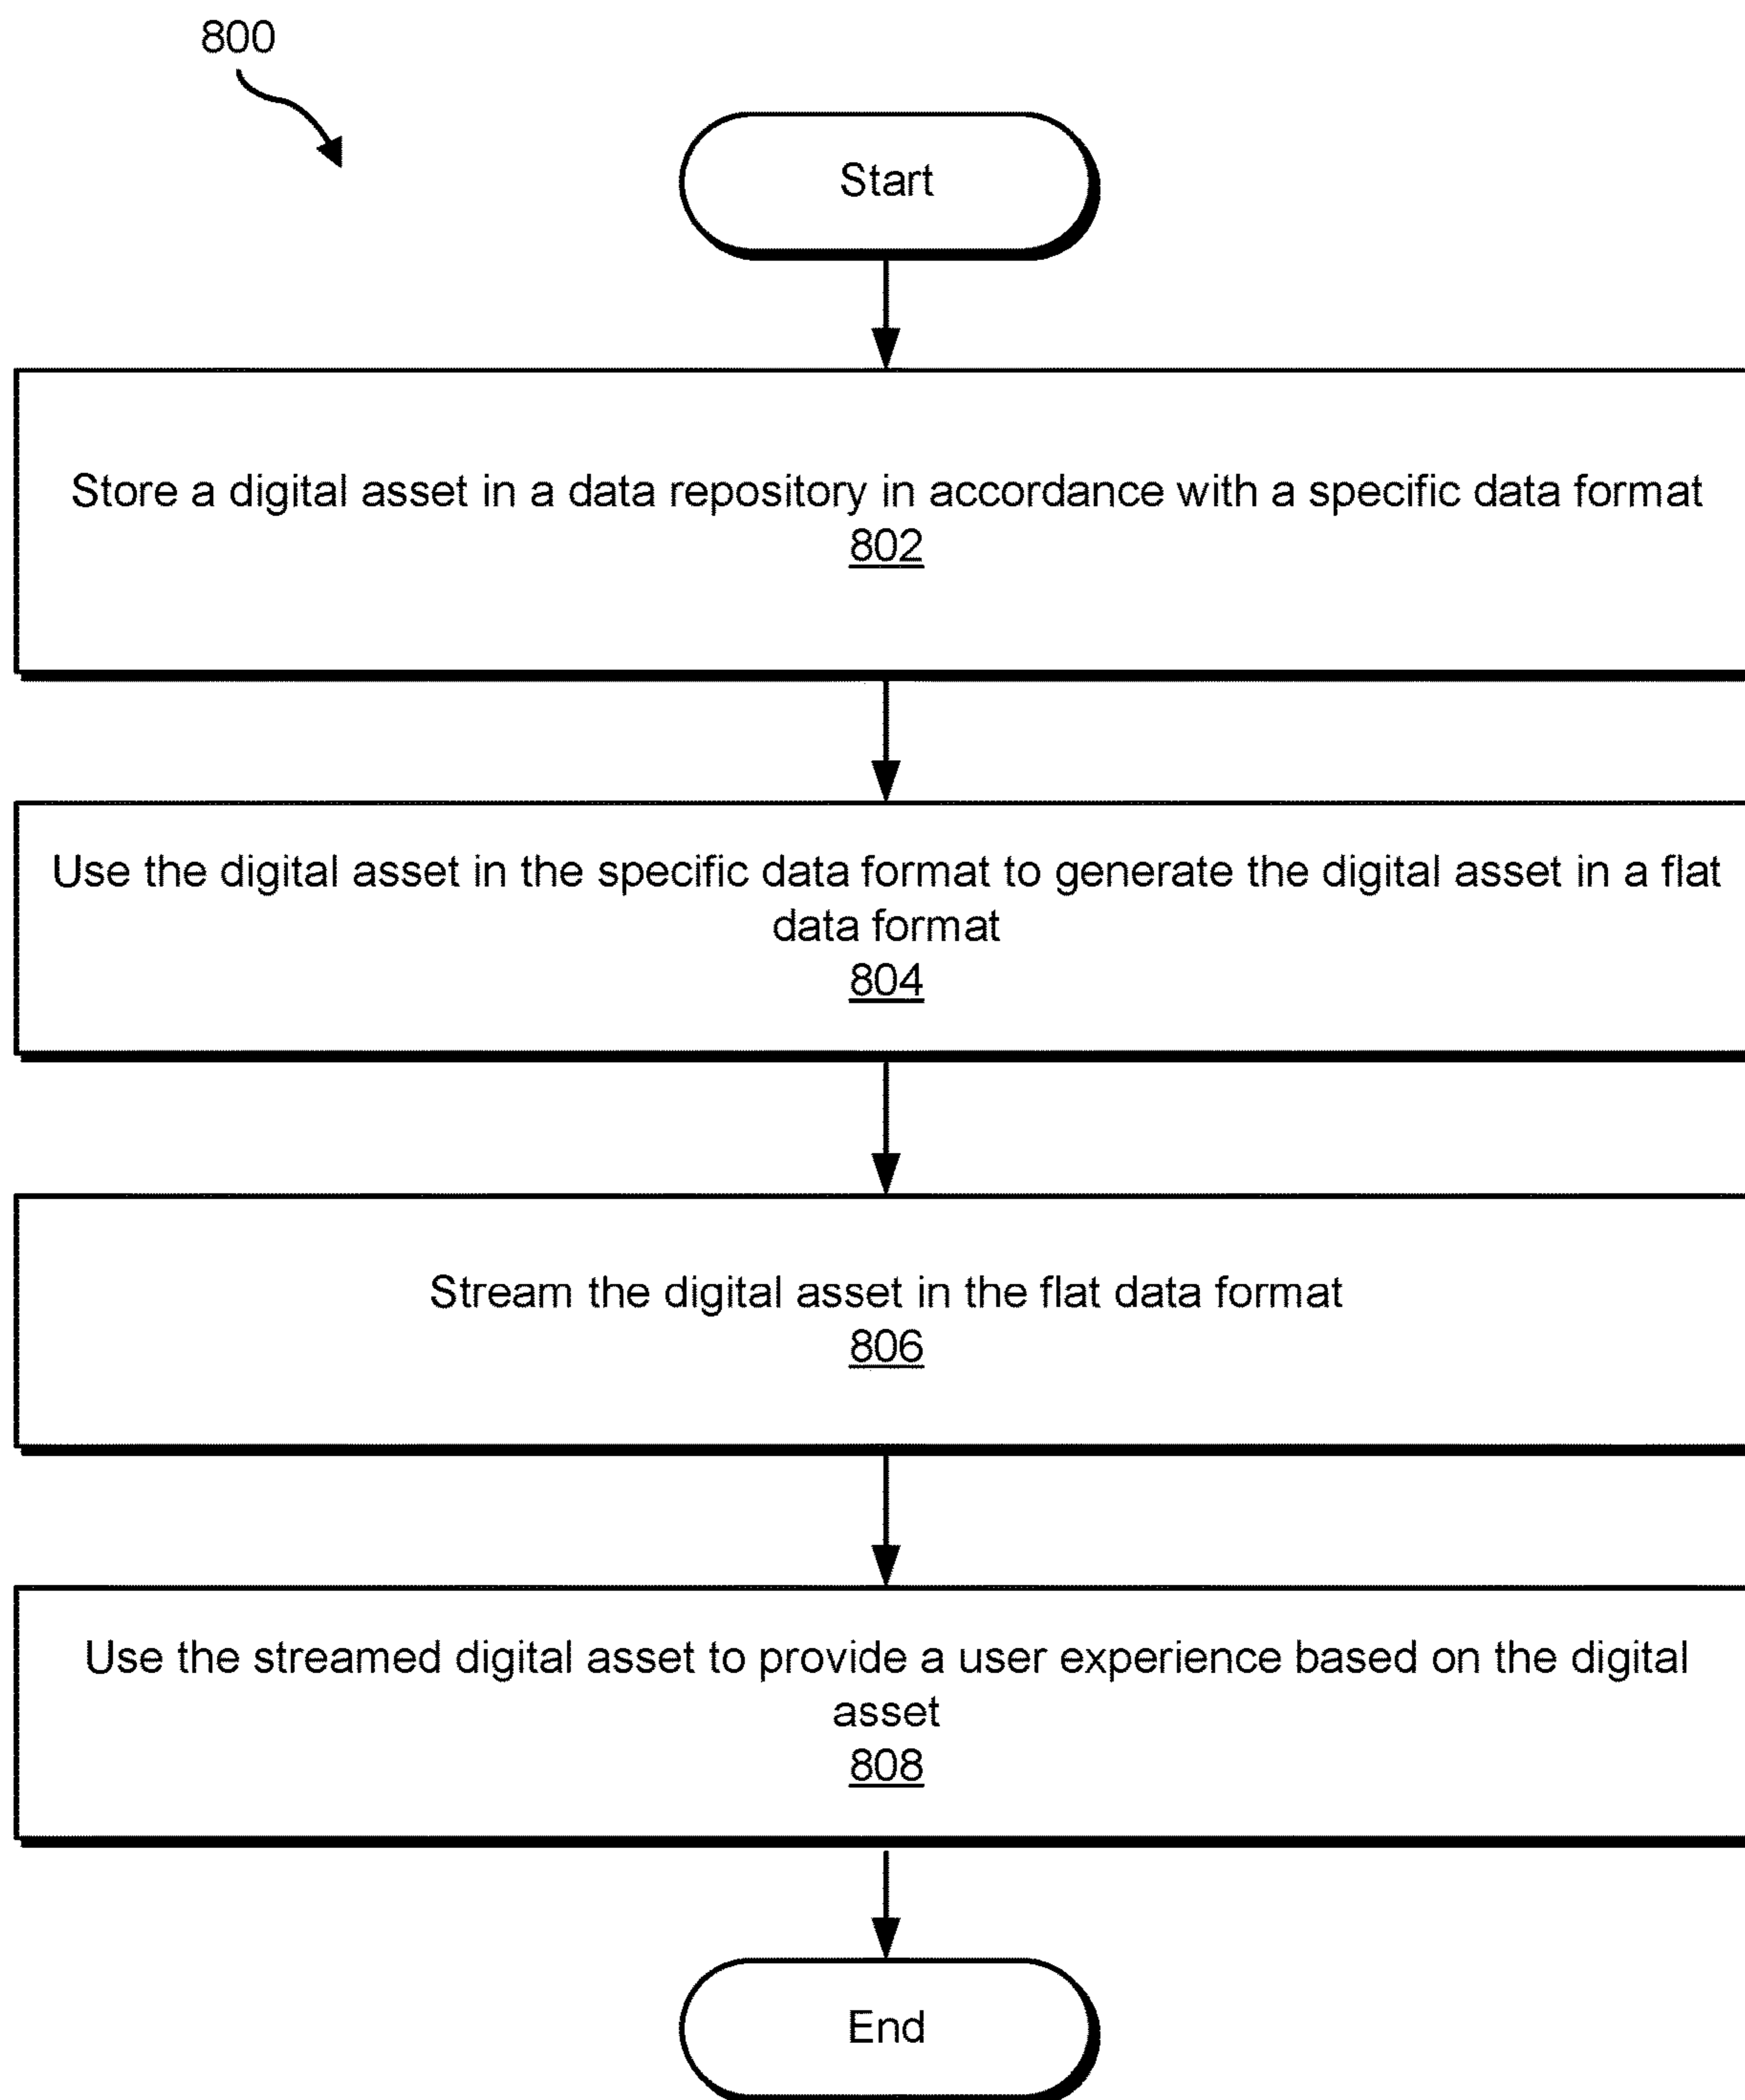 800
Start
Store a digital asset in a data repository in accordance with a specific data format
802
Use the digital asset in the specific data format to generate the digital asset in a flat
data format
804
Stream the digital asset in the flat data format
806
Use the streamed digital asset to provide a user experience based on the digital
asset
808
End